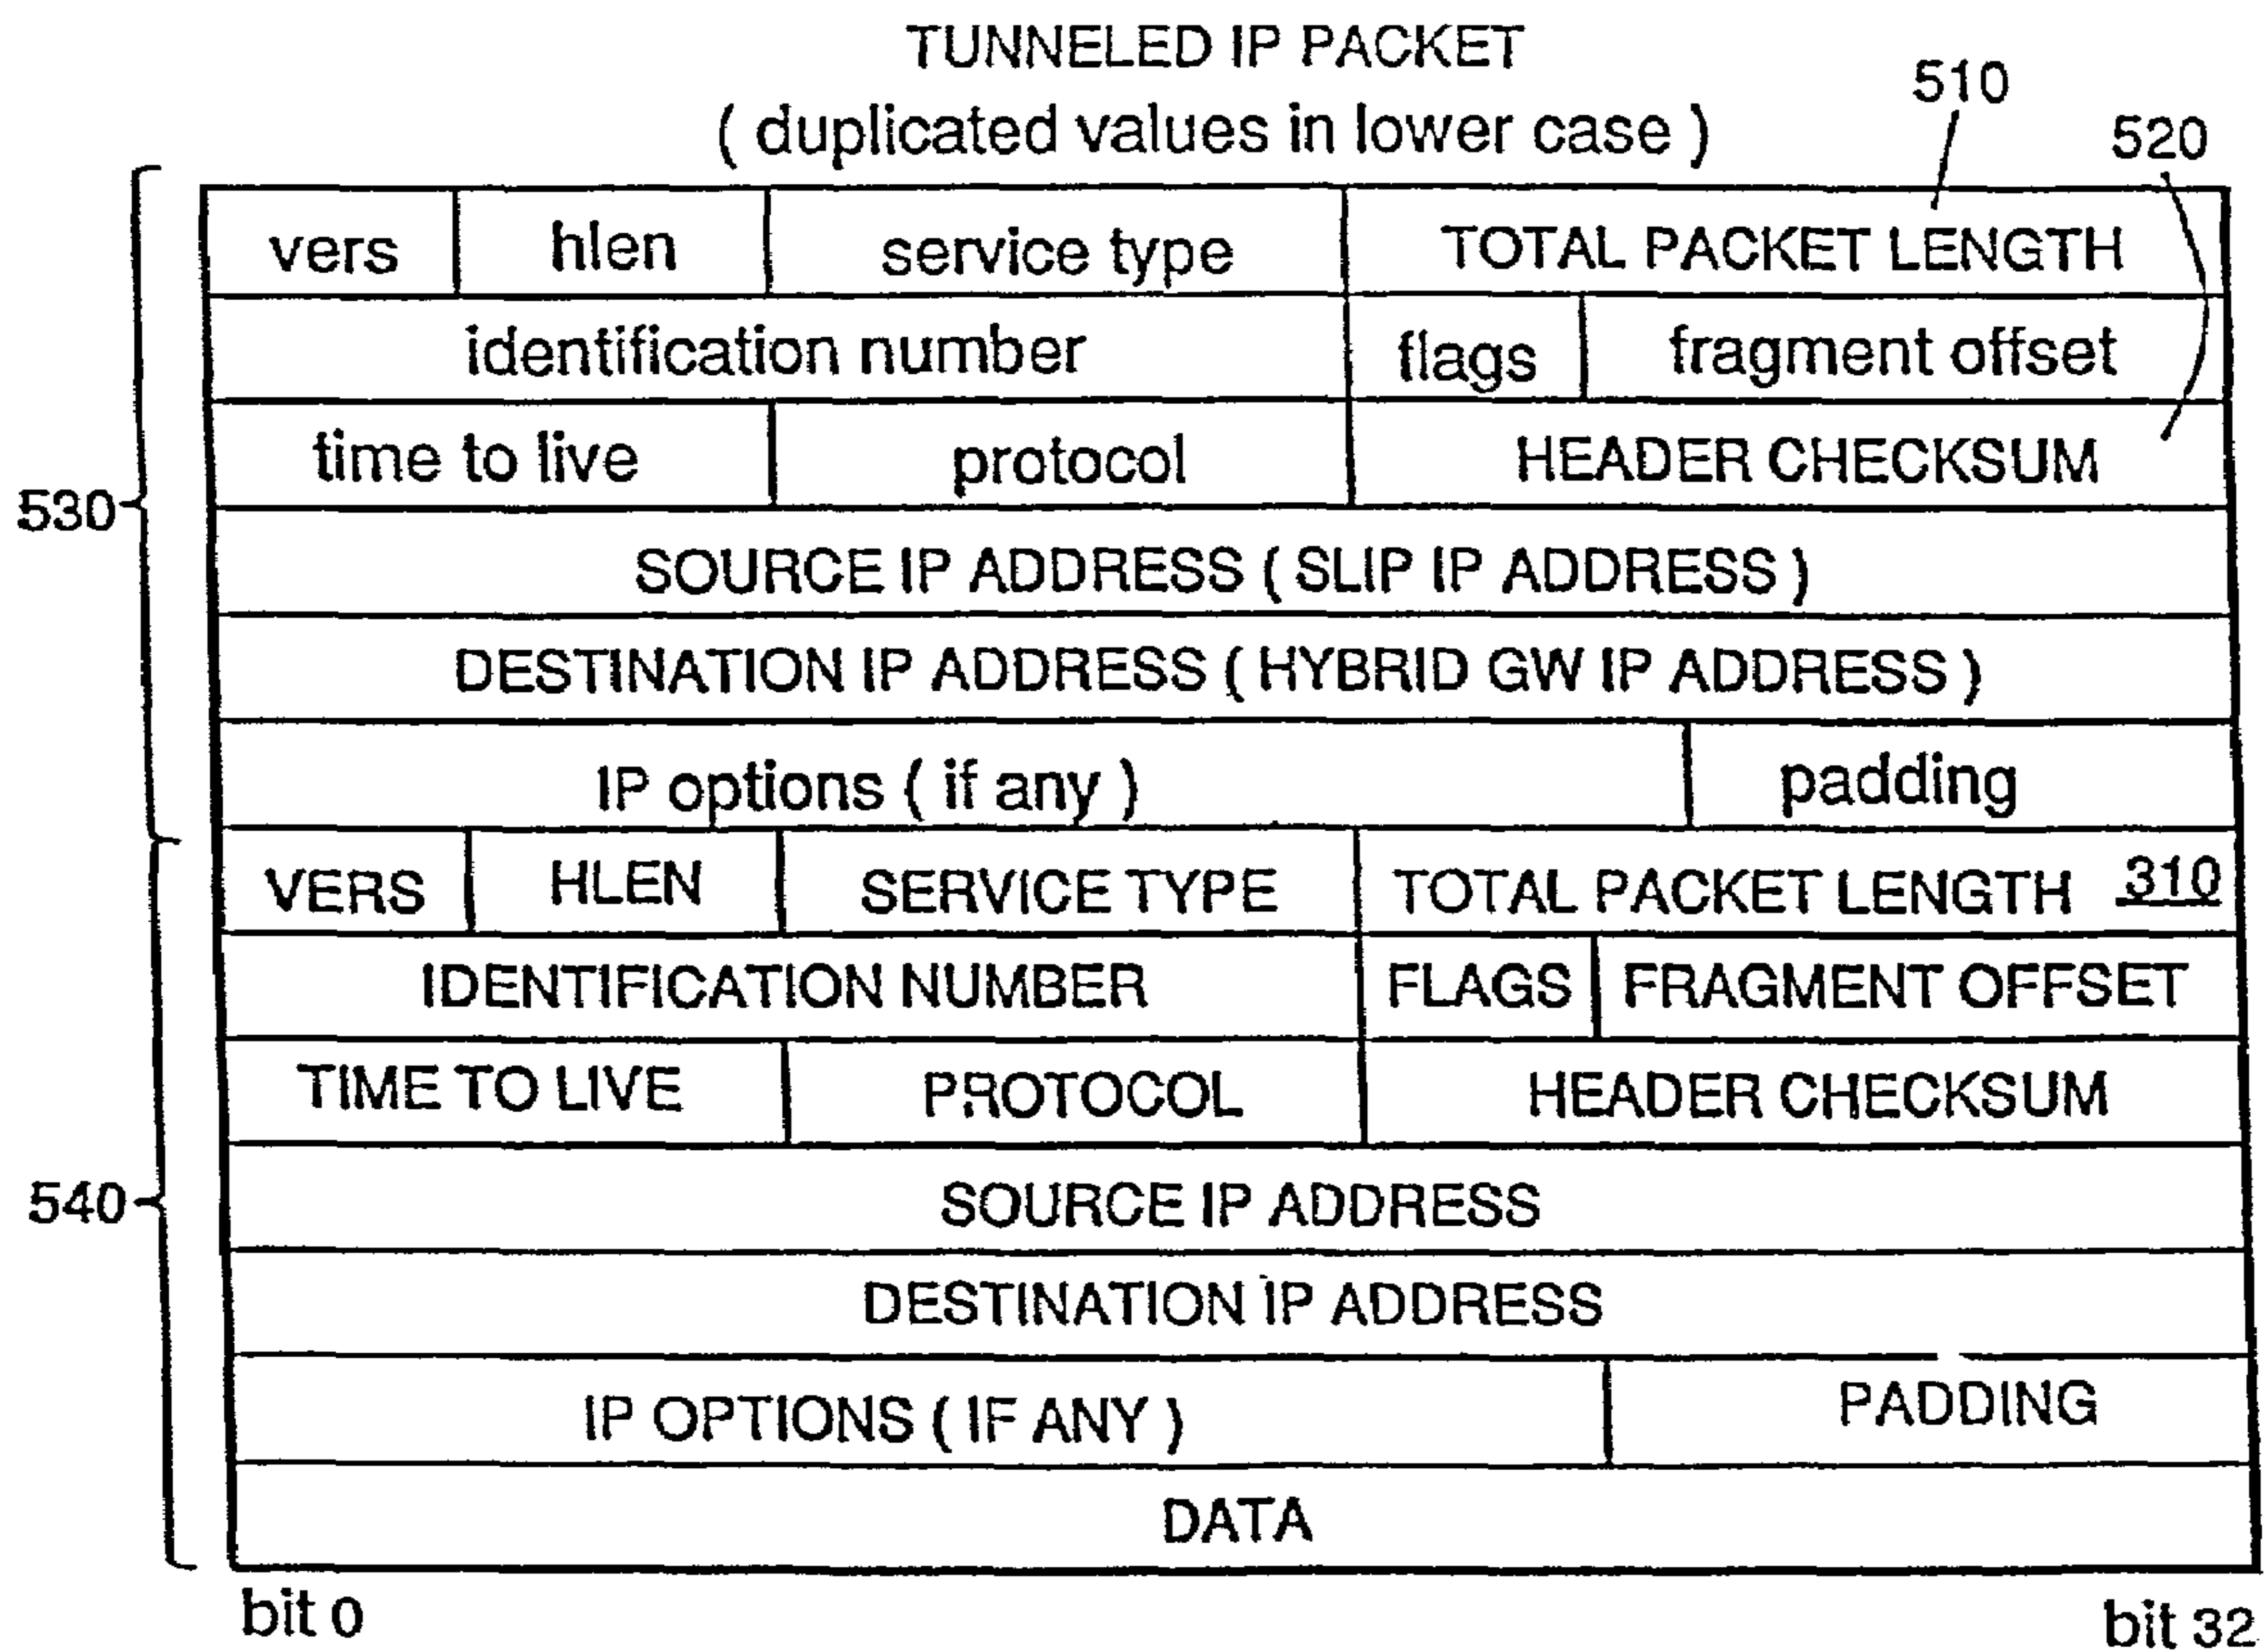 TUNNELED IP PACKET
( duplicated values in lower case )
510
520
vers hlen service type TOTAL PACKET LENGTH
identification number flags fragment offset
time to live protocol HEADER CHECKSUM
530
SOURCE IP ADDRESS ( SLIP IP ADDRESS )
DESTINATION IP ADDRESS ( HYBRID GW IP ADDRESS )
IP options ( if any ) padding
VERS HLEN SERVICE TYPE TOTAL PACKET LENGTH 310
IDENTIFICATION NUMBER FLAGS FRAGMENT OFFSET
TIME TO LIVE PROTOCOL HEADER CHECKSUM
540
SOURCE IP ADDRESS
DESTINATION IP ADDRESS
IP OPTIONS ( IF ANY ) PADDING
DATA
bit 0 bit 32